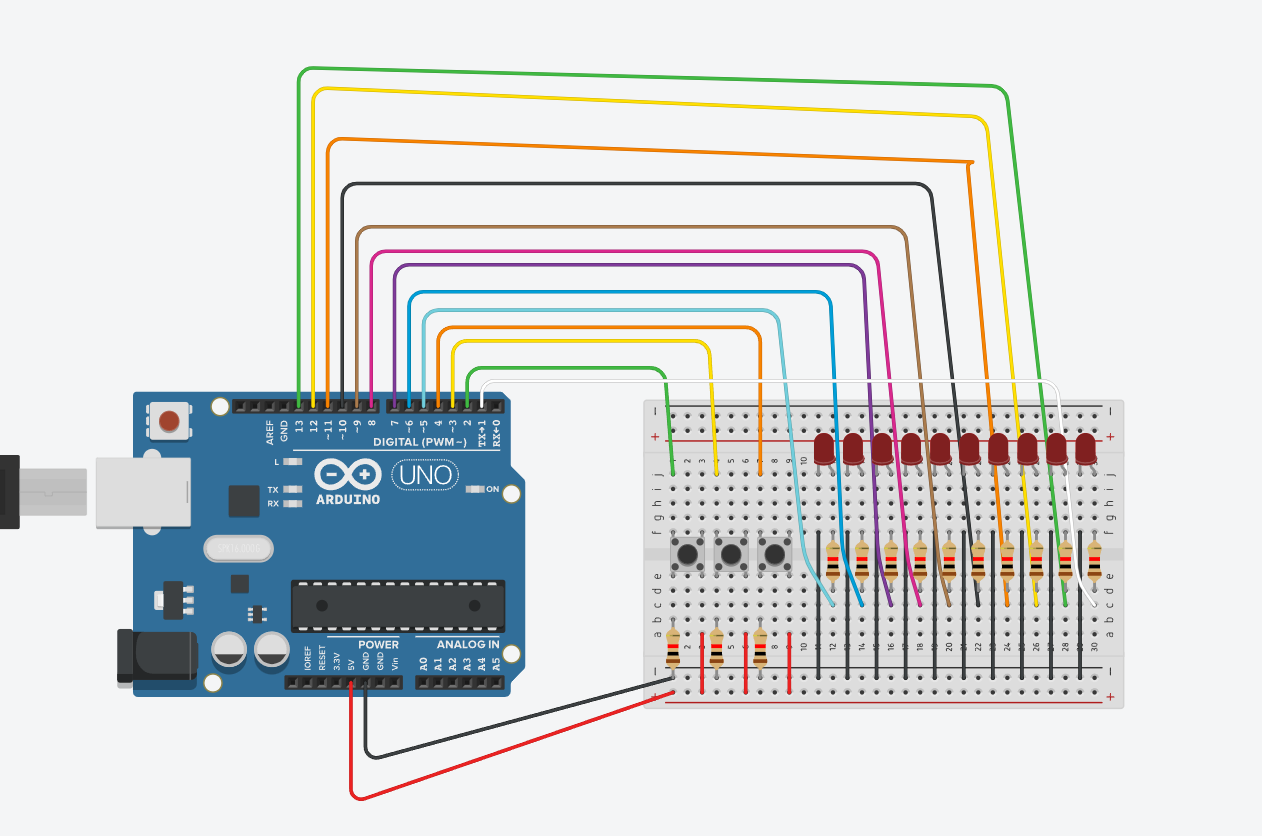 AREF
GND
13
12
~11
~10
~9
8
7
~6
~5
4
~3
2
TX→1
RX←0
DIGITAL (PWM~)
L
TX
RX
UNO
ARDUINO
ON
IOREF
RESET
3.3V
5V
GND
GND
Vin
POWER
ANALOG IN
A0
A1
A2
A3
A4
A5
− −
+ +
j j
i i
h h
g g
f f
e e
d d
c c
b b
a a
− −
+ +